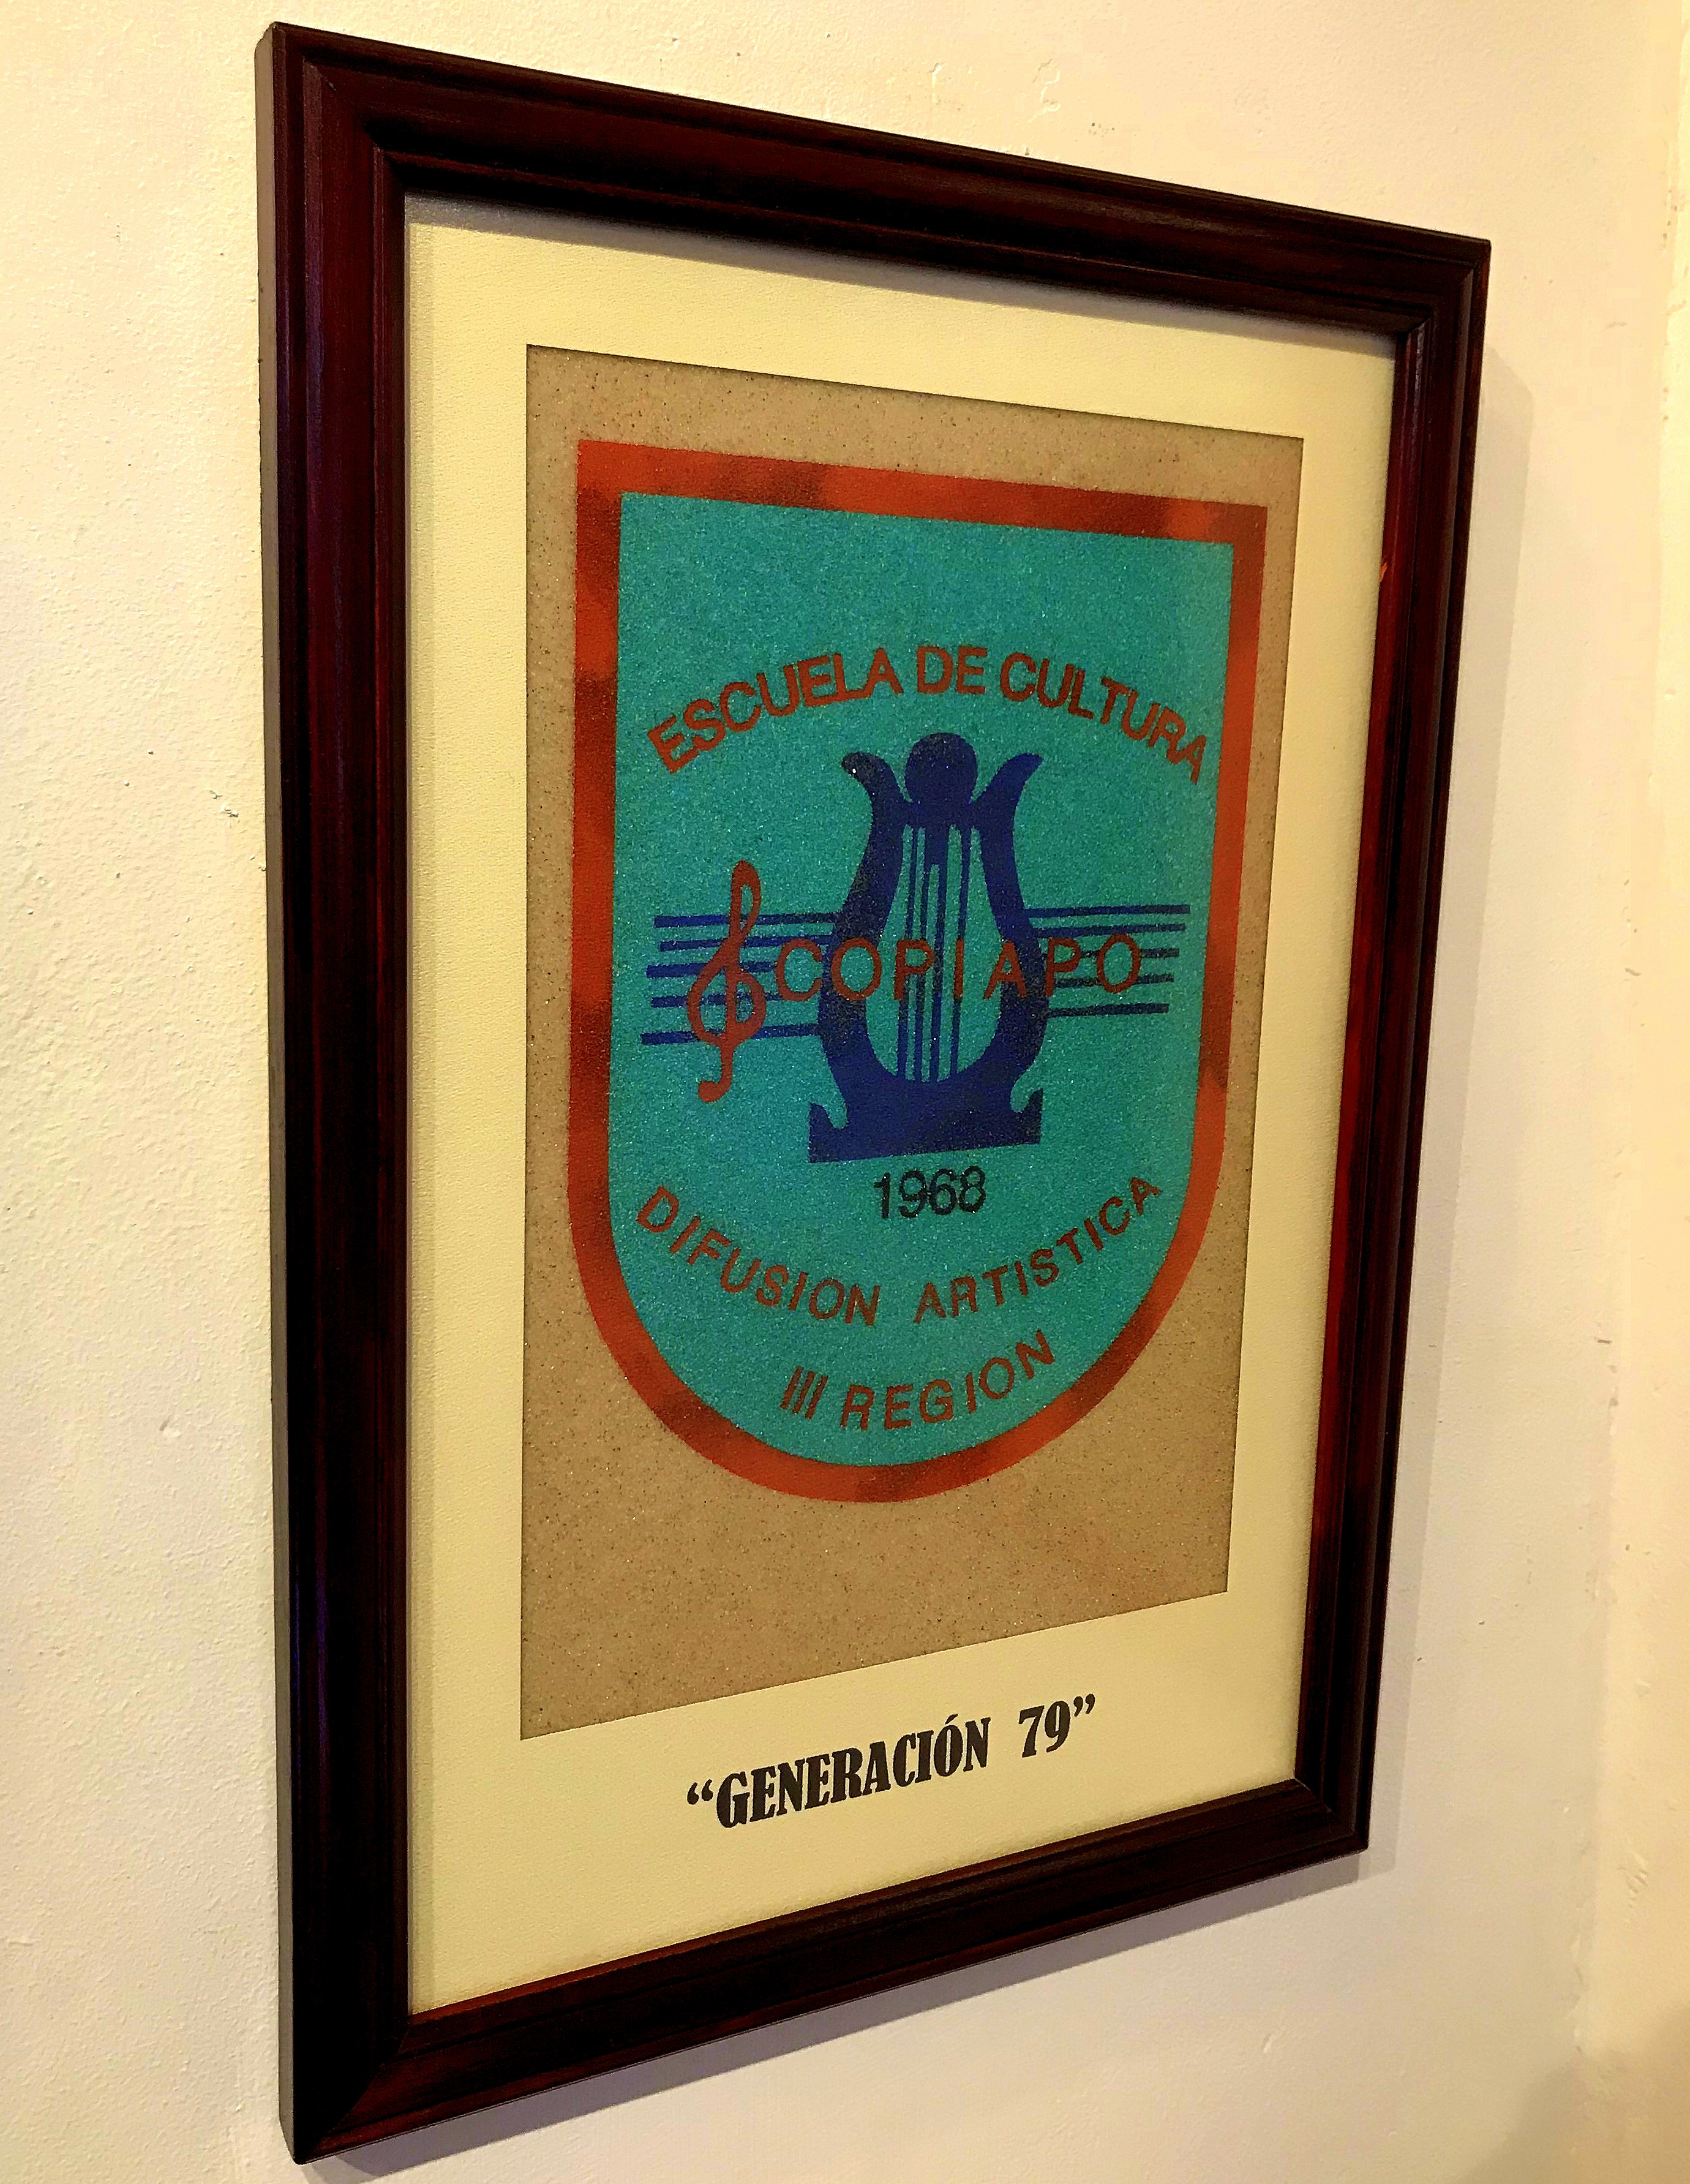 ESCUELA DE CULTURA
COPIAPO
1968
DIFUSION ARTISTICA
III REGION
“GENERACIÓN 79”